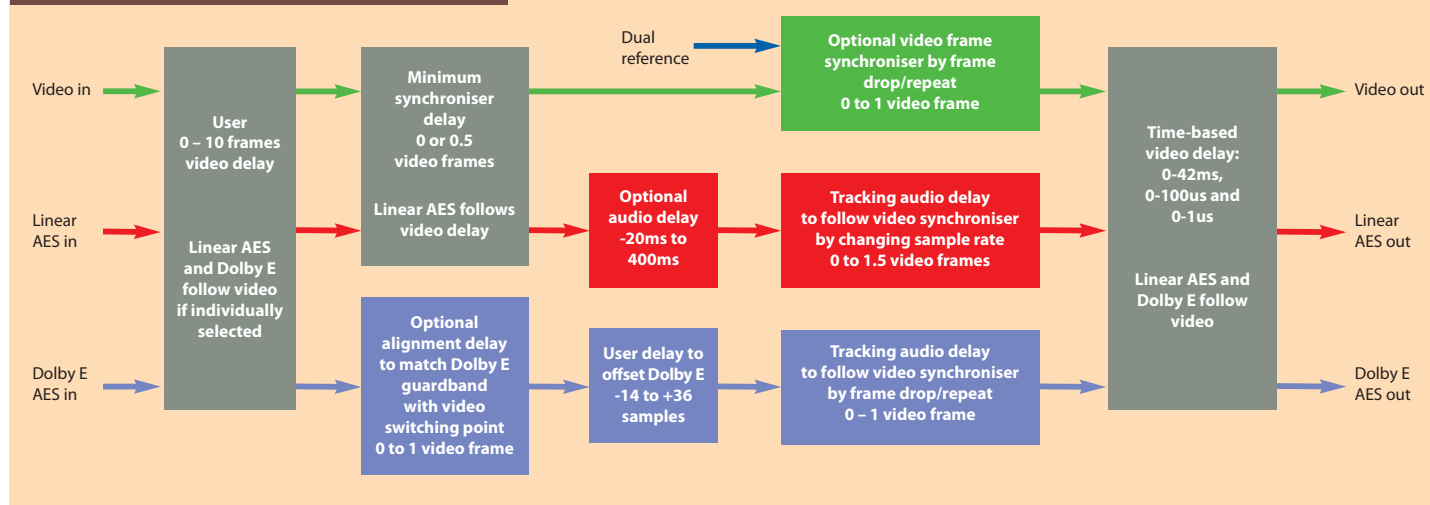 Video in
Linear
AES in
Dolby E
AES in
User
0 – 10 frames
video delay
Linear AES
and Dolby E
follow video
if individually
selected
Minimum
synchroniser
delay
0 or 0.5
video frames
Linear AES follows
video delay
Optional
alignment delay
to match Dolby E
guardband
with video
switching point
0 to 1 video frame
Optional
audio delay
-20ms to
400ms
User delay to
offset Dolby E
-14 to +36
samples
Dual
reference
Optional video frame
synchroniser by frame
drop/repeat
0 to 1 video frame
Tracking audio delay
to follow video synchroniser
by changing sample rate
0 to 1.5 video frames
Tracking audio delay
to follow video synchroniser
by frame drop/repeat
0 – 1 video frame
Time-based
video delay:
0-42ms,
0-100us and
0-1us
Linear AES and
Dolby E follow
video
Video out
Linear
AES out
Dolby E
AES out